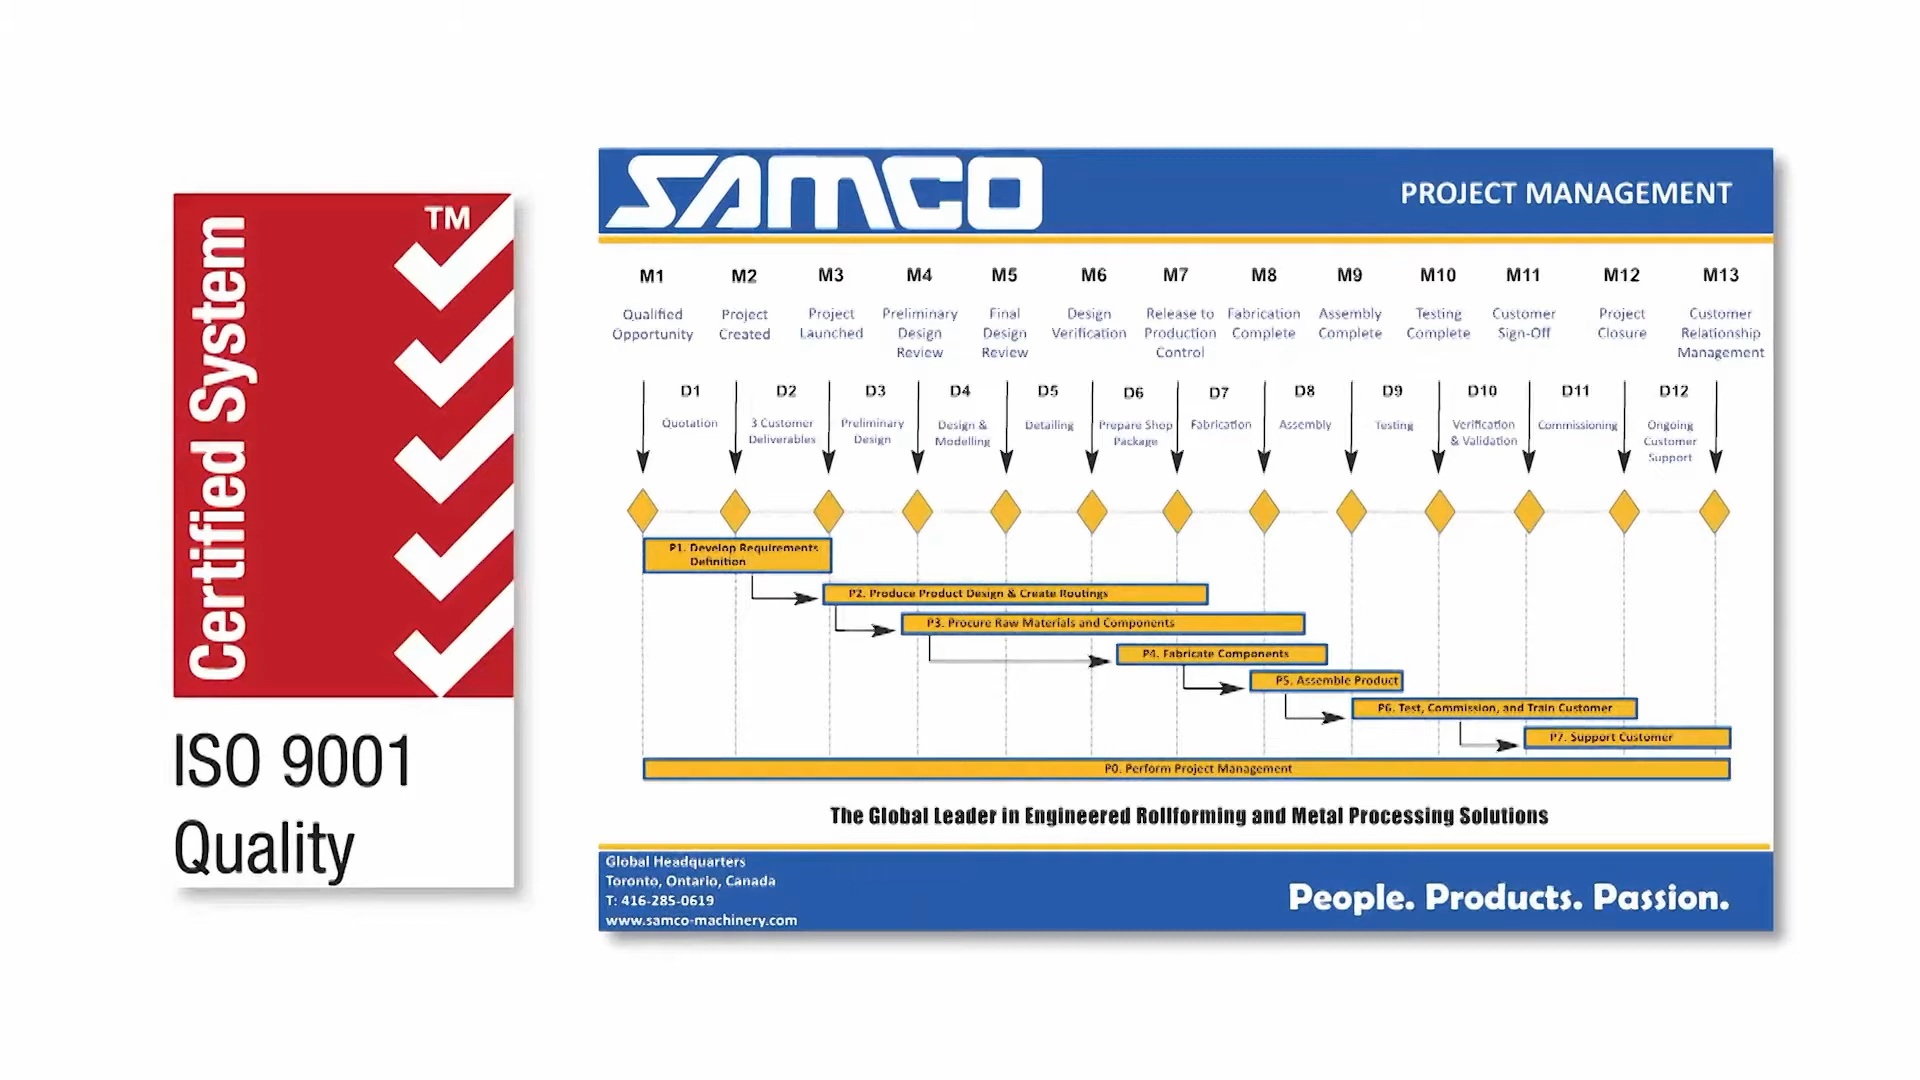 Certified System
TM
ISO 9001
Quality
SAMCO
PROJECT MANAGEMENT
M1 M2 M3 M4 M5 M6 M7 M8 M9 M10 M11 M12 M13
Qualified
Opportunity
Project
Created
Project
Launched
Preliminary
Design
Review
Final
Design
Review
Design
Verification
Release to
Production
Control
Fabrication
Complete
Assembly
Complete
Testing
Complete
Customer
Sign-Off
Project
Closure
Customer
Relationship
Management
D1 D2 D3 D4 D5 D6 D7 D8 D9 D10 D11 D12
Quotation
3 Customer
Deliverables
Preliminary
Design
Design &
Modelling
Detailing
Prepare Shop
Package
Fabrication
Assembly
Testing
Verification
& Validation
Commissioning
Ongoing
Customer
Support
P1. Develop Requirements
Definition
P2. Produce Product Design & Create Routings
P3. Procure Raw Materials and Components
P4. Fabricate Components
P5. Assemble Product
P6. Test, Commission, and Train Customer
P7. Support Customer
P0. Perform Project Management
The Global Leader in Engineered Rollforming and Metal Processing Solutions
Global Headquarters
Toronto, Ontario, Canada
T: 416-285-0619
www.samco-machinery.com
People. Products. Passion.